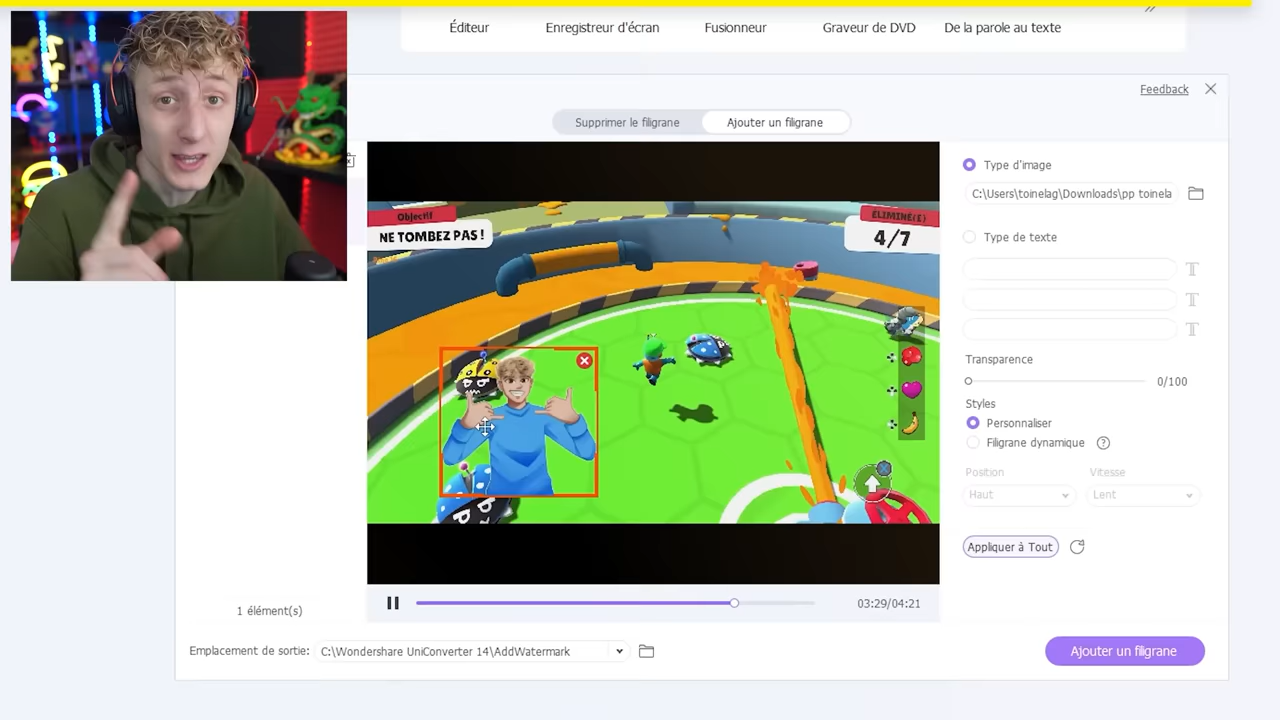 Éditeur
Enregistreur d'écran
Fusionneur
Graveur de DVD
De la parole au texte
Feedback
Supprimer le filigrane
Ajouter un filigrane
Type d'image
C:\Users\toinelag\Downloads\pp toinela
Objectif
NE TOMBEZ PAS !
ÉLIMINÉ(E)
4/7
Type de texte
T
T
T
Transparence
0/100
Styles
Personnaliser
Filigrane dynamique
?
Position
Vitesse
Haut
Lent
Appliquer à Tout
03:29/04:21
1 élément(s)
Emplacement de sortie:
C:\Wondershare UniConverter 14\AddWatermark
Ajouter un filigrane